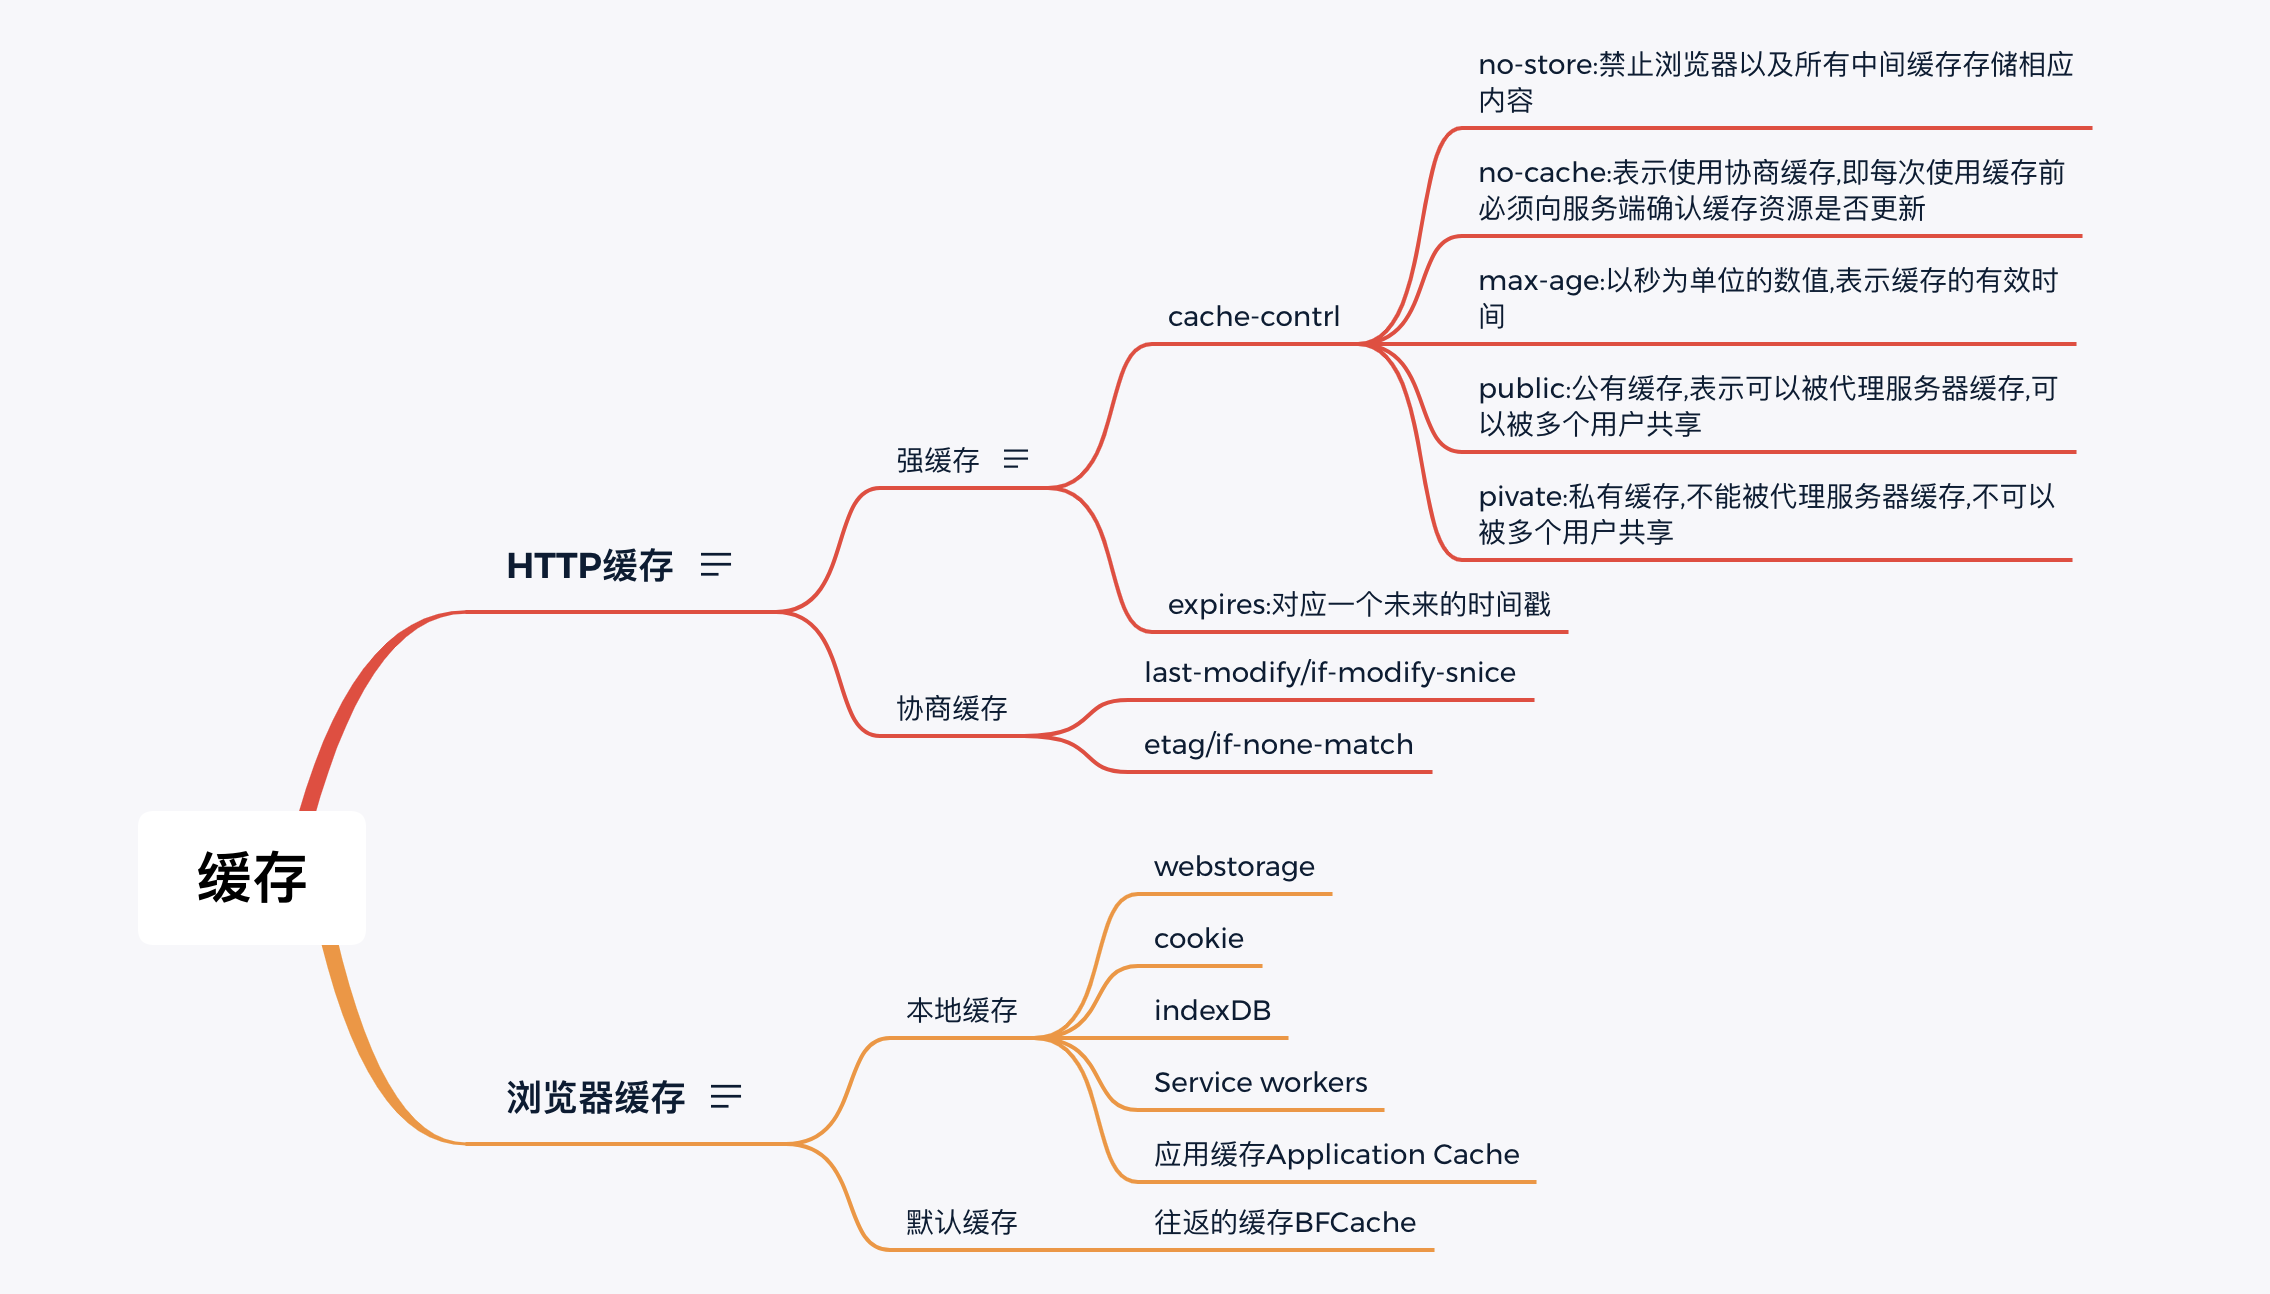 缓存
HTTP缓存
强缓存
cache-contrl
no-store:禁止浏览器以及所有中间缓存存储相应
内容
no-cache:表示使用协商缓存,即每次使用缓存前
必须向服务端确认缓存资源是否更新
max-age:以秒为单位的数值,表示缓存的有效时
间
public:公有缓存,表示可以被代理服务器缓存,可
以被多个用户共享
pivate:私有缓存,不能被代理服务器缓存,不可以
被多个用户共享
expires:对应一个未来的时间戳
协商缓存
last-modify/if-modify-snice
etag/if-none-match
浏览器缓存
本地缓存
webstorage
cookie
indexDB
Service workers
应用缓存Application Cache
默认缓存
往返的缓存BFCache